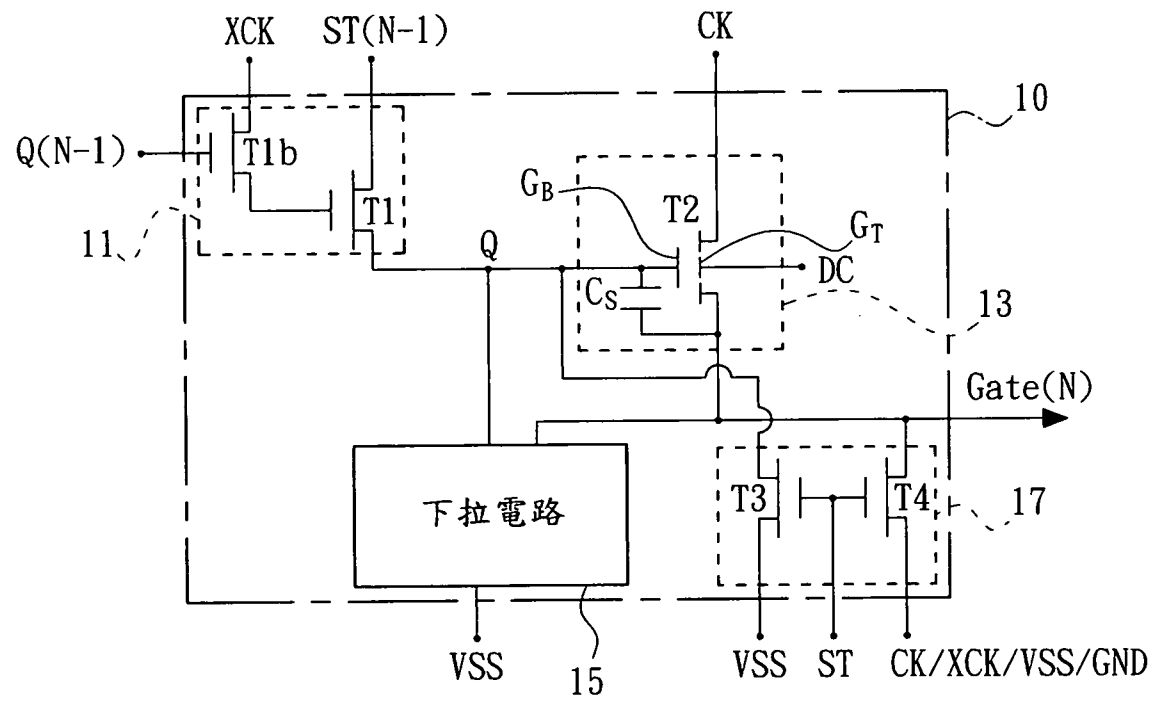 XCK
ST(N-1)
CK
10
Q(N-1)
T1b
G_B
T2
T1
G_T
11
Q
DC
C_S
13
Gate(N)
T3
T4
17
下拉電路
VSS
15
VSS
ST
CK/XCK/VSS/GND